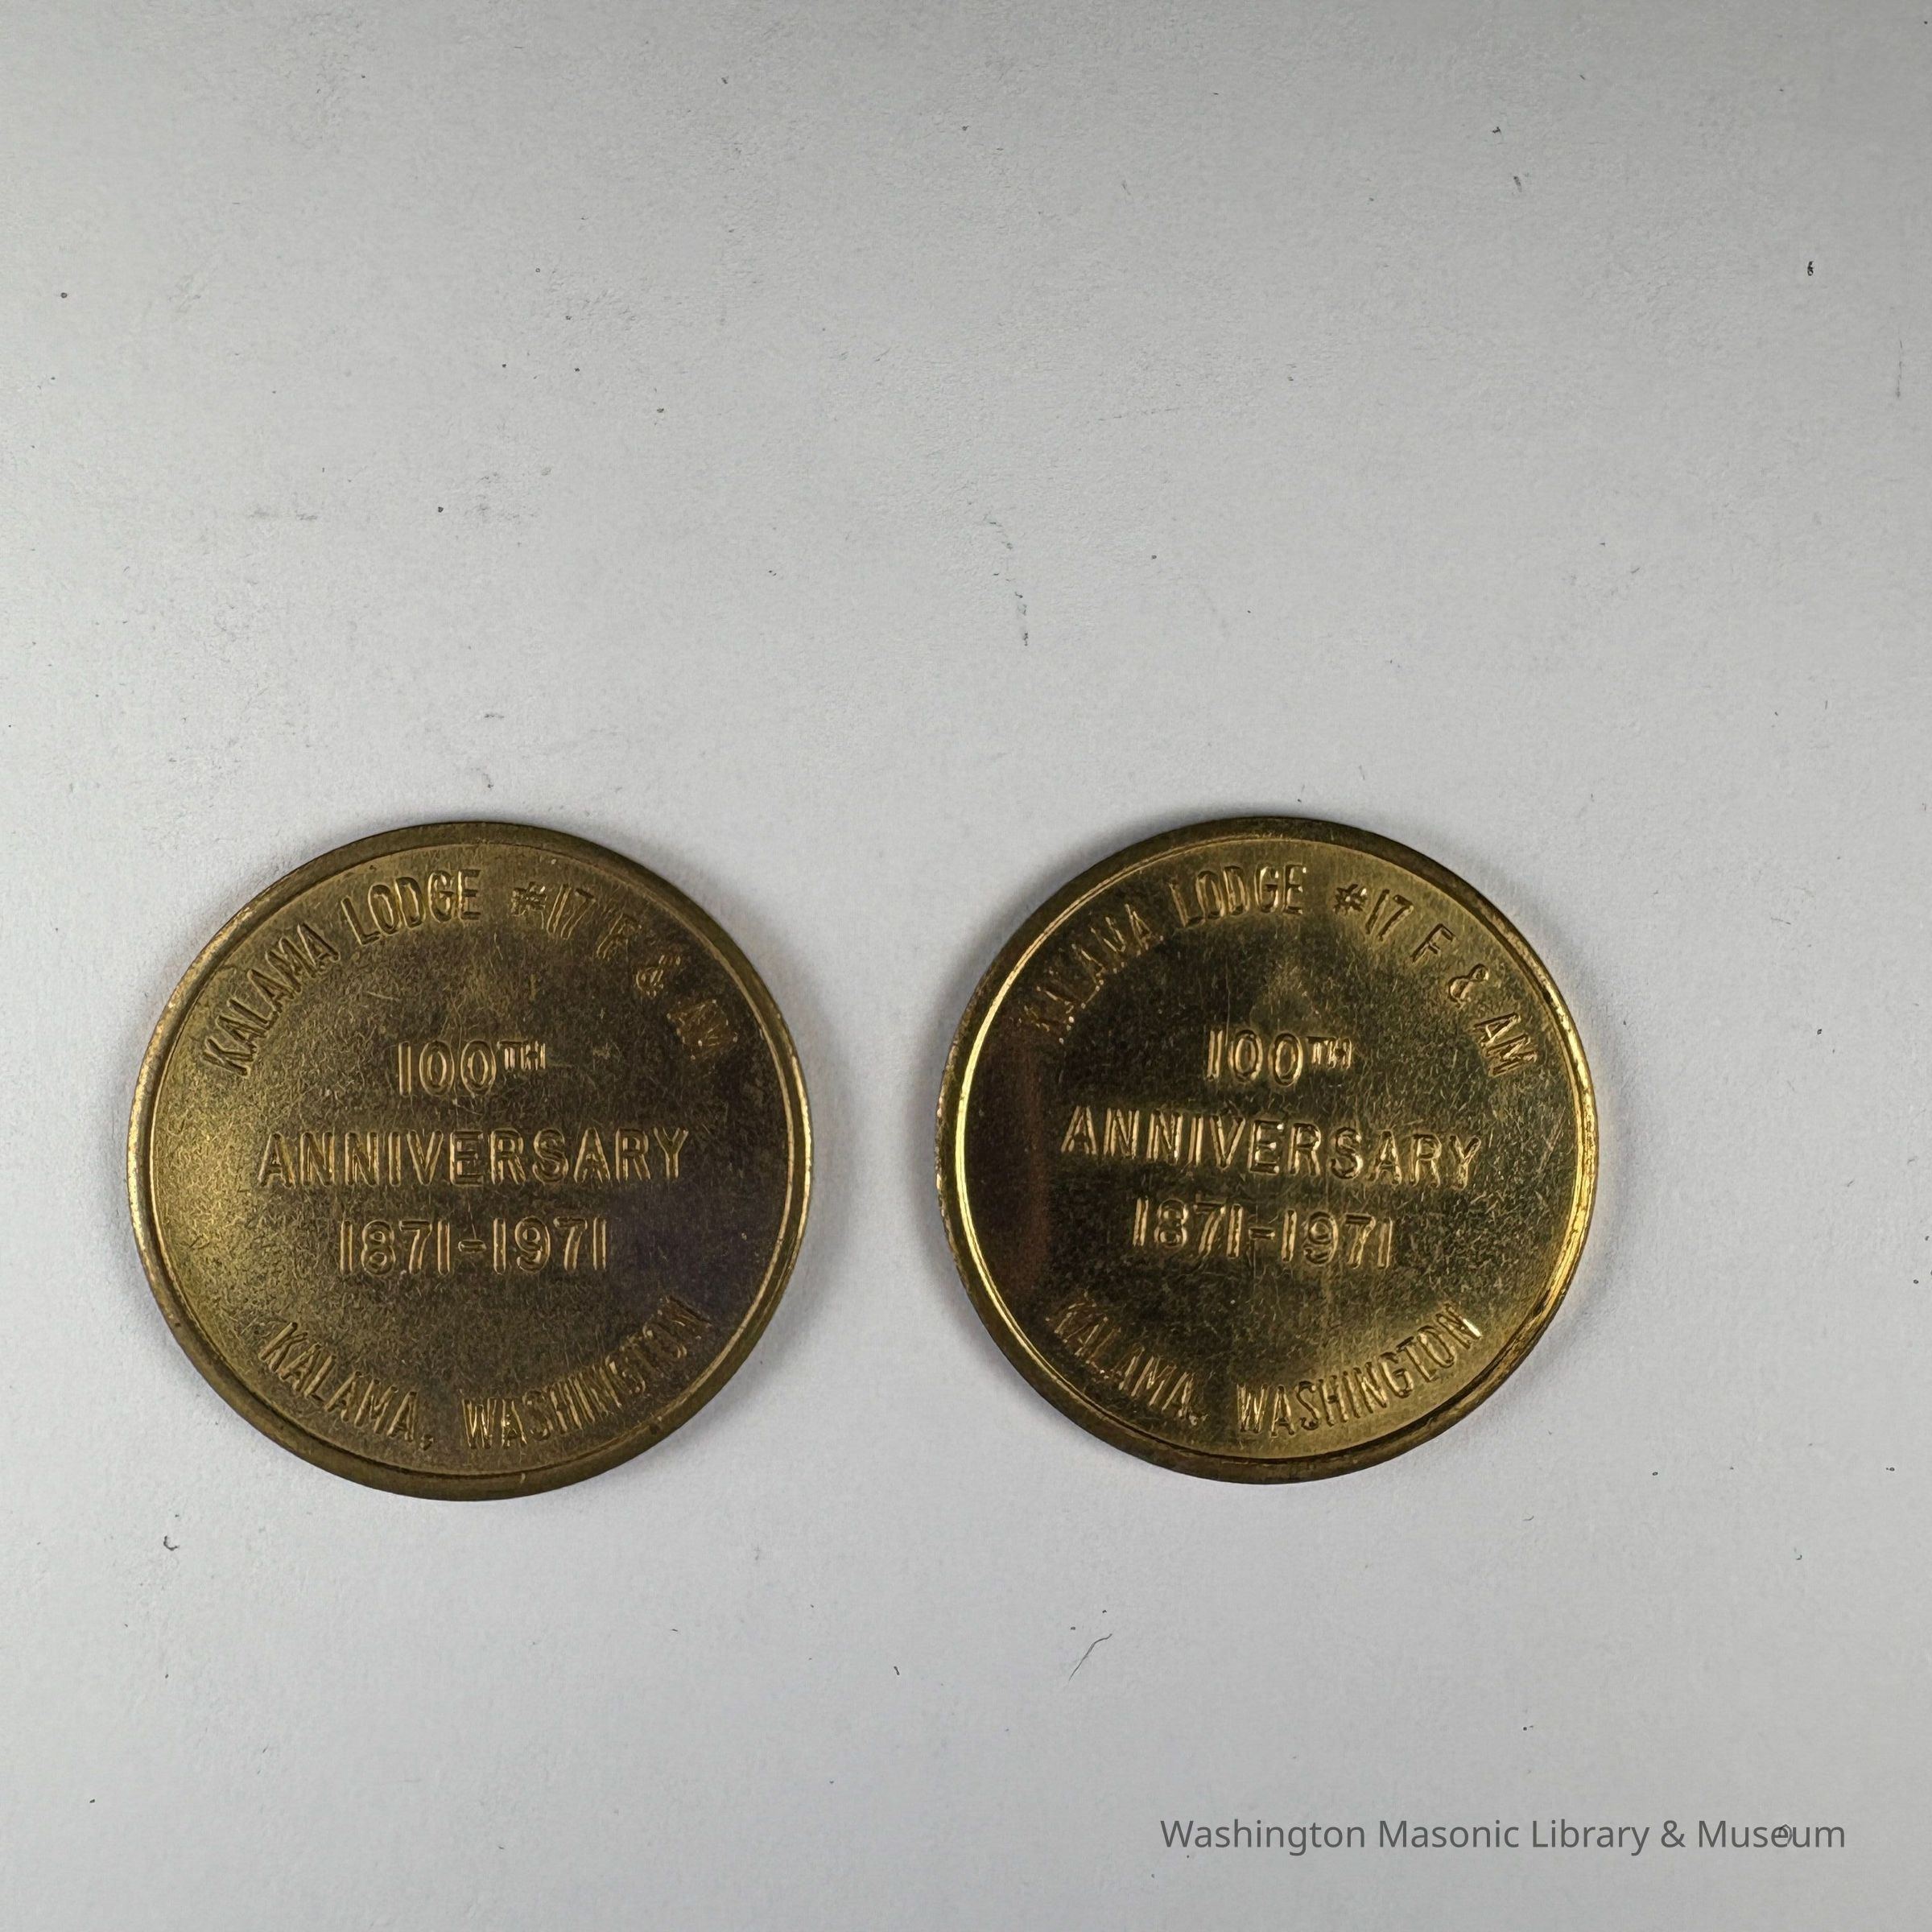 KALAMA LODGE #17 F & AM
100TH
ANNIVERSARY
1871-1971
KALAMA, WASHINGTON
KALAMA LODGE #17 F & AM
100TH
ANNIVERSARY
1871-1971
KALAMA, WASHINGTON
Washington Masonic Library & Museum